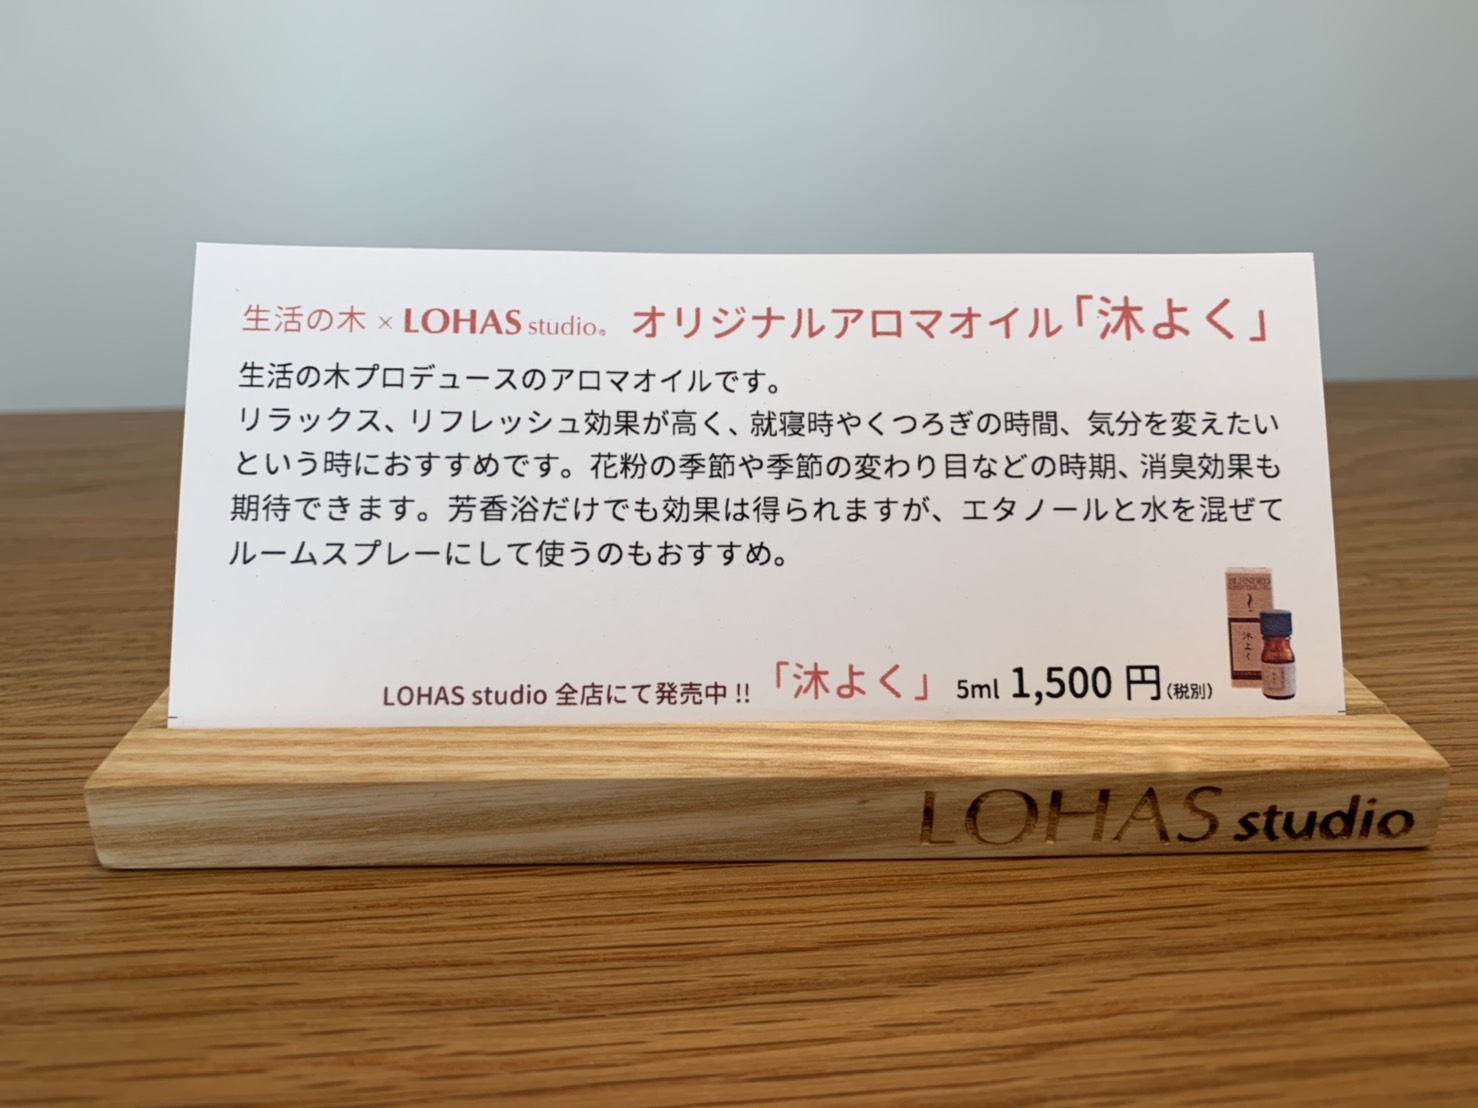 生活の木 × LOHAS studio® オリジナルアロマオイル「沐よく」
生活の木プロデュースのアロマオイルです。
リラックス、リフレッシュ効果が高く、就寝時やくつろぎの時間、気分を変えたい
という時におすすめです。花粉の季節や季節の変わり目などの時期、消臭効果も
期待できます。芳香浴だけでも効果は得られますが、エタノールと水を混ぜて
ルームスプレーにして使うのもおすすめ。
LOHAS studio 全店にて発売中 !! 「沐よく」 5ml 1,500 円(税別)
沐よく
LOHAS studio